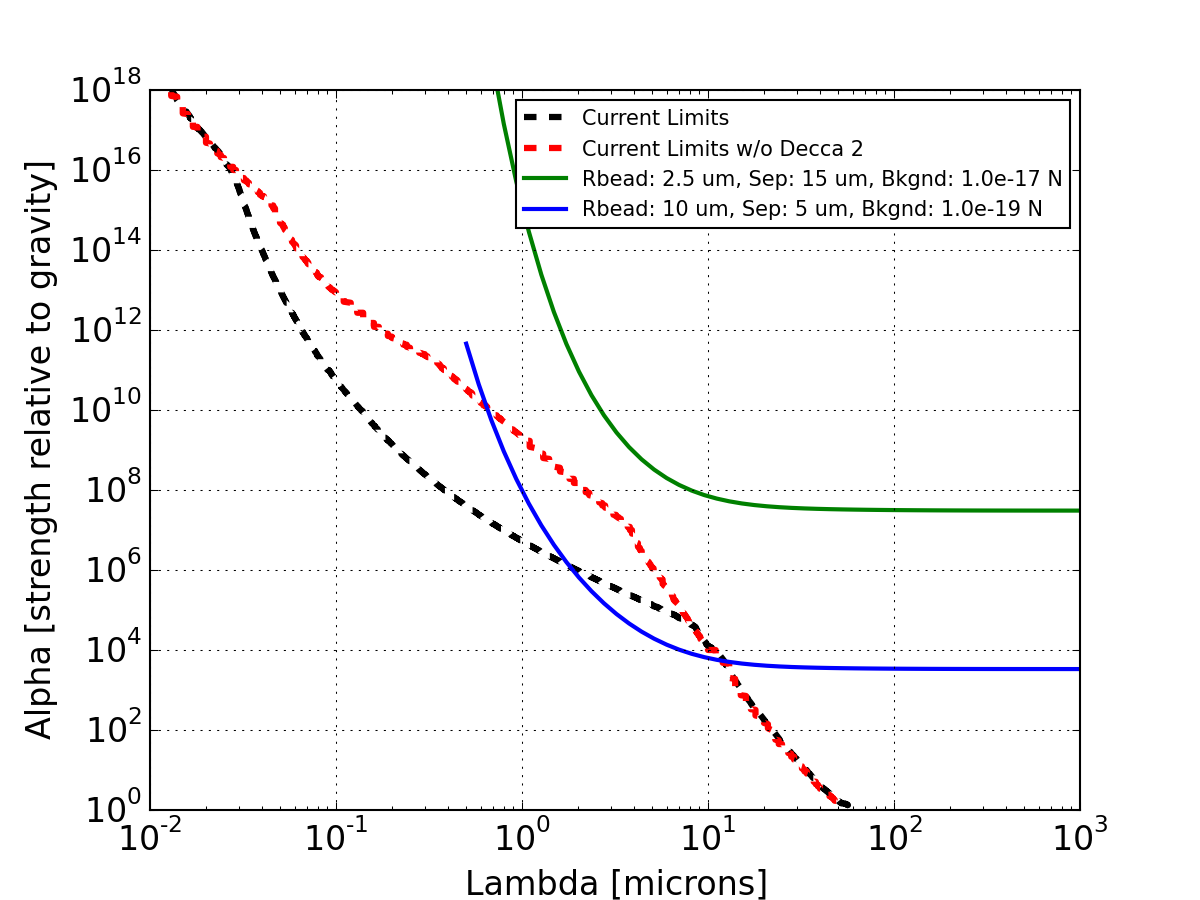 10^18
10^16
10^14
10^12
10^10
10^8
10^6
10^4
10^2
10^0
Alpha [strength relative to gravity]
Current Limits
Current Limits w/o Decca 2
Rbead: 2.5 um, Sep: 15 um, Bkgnd: 1.0e-17 N
Rbead: 10 um, Sep: 5 um, Bkgnd: 1.0e-19 N
10^-2 10^-1 10^0 10^1 10^2 10^3
Lambda [microns]